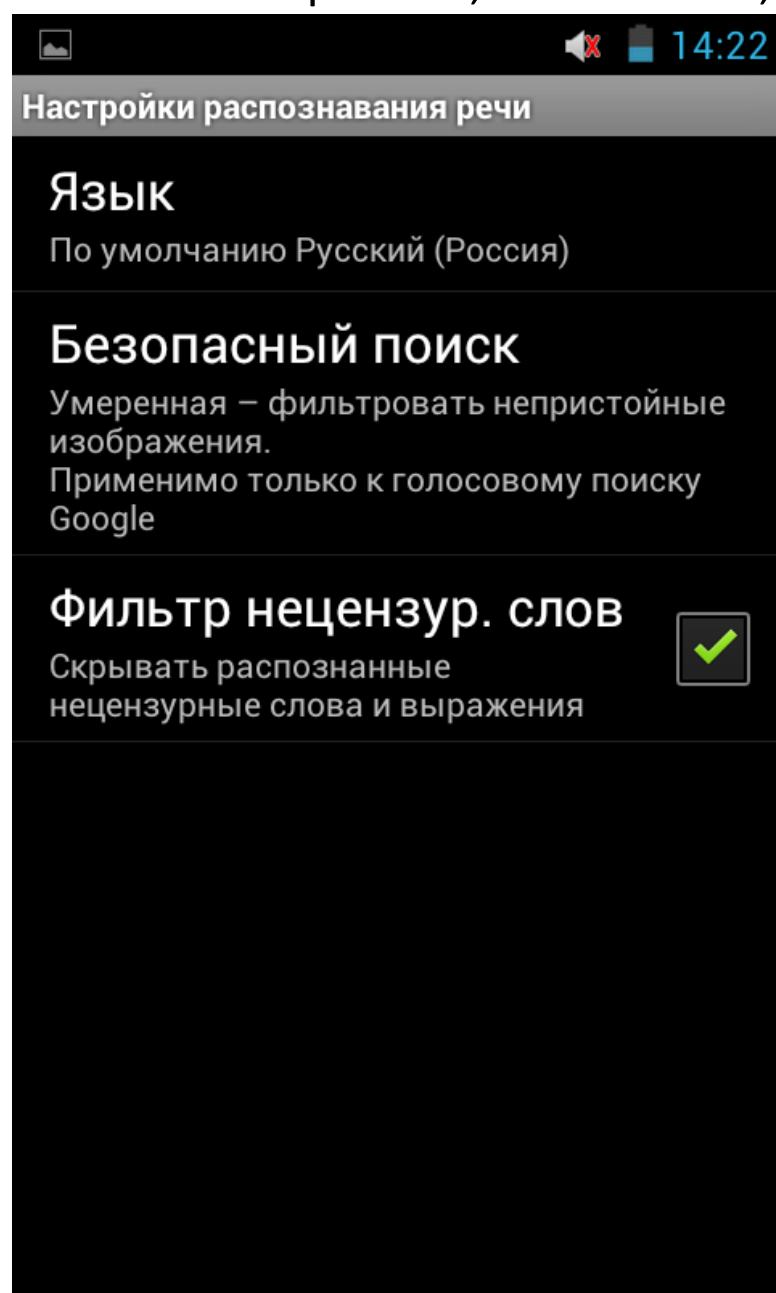 14:22
Настройки распознавания речи
Язык
По умолчанию Русский (Россия)
Безопасный поиск
Умеренная – фильтровать непристойные
изображения.
Применимо только к голосовому поиску
Google
Фильтр нецензур. слов
Скрывать распознанные
нецензурные слова и выражения